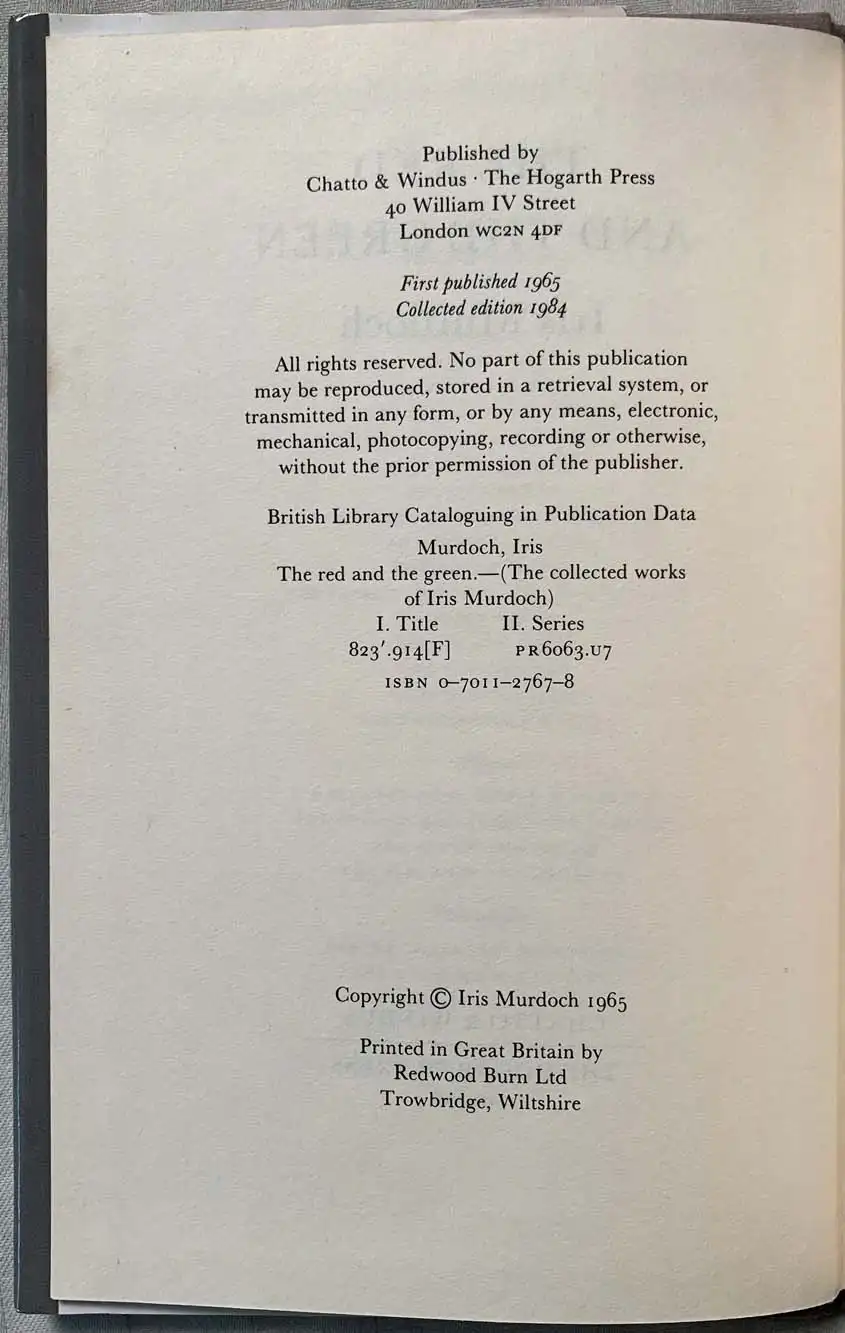 Published by
Chatto & Windus · The Hogarth Press
40 William IV Street
London WC2N 4DF
First published 1965
Collected edition 1984
All rights reserved. No part of this publication
may be reproduced, stored in a retrieval system, or
transmitted in any form, or by any means, electronic,
mechanical, photocopying, recording or otherwise,
without the prior permission of the publisher.
British Library Cataloguing in Publication Data
Murdoch, Iris
The red and the green.—(The collected works
of Iris Murdoch)
I. Title II. Series
823′.914[F] PR6063.U7
ISBN 0–7011–2767–8
Copyright © Iris Murdoch 1965
Printed in Great Britain by
Redwood Burn Ltd
Trowbridge, Wiltshire